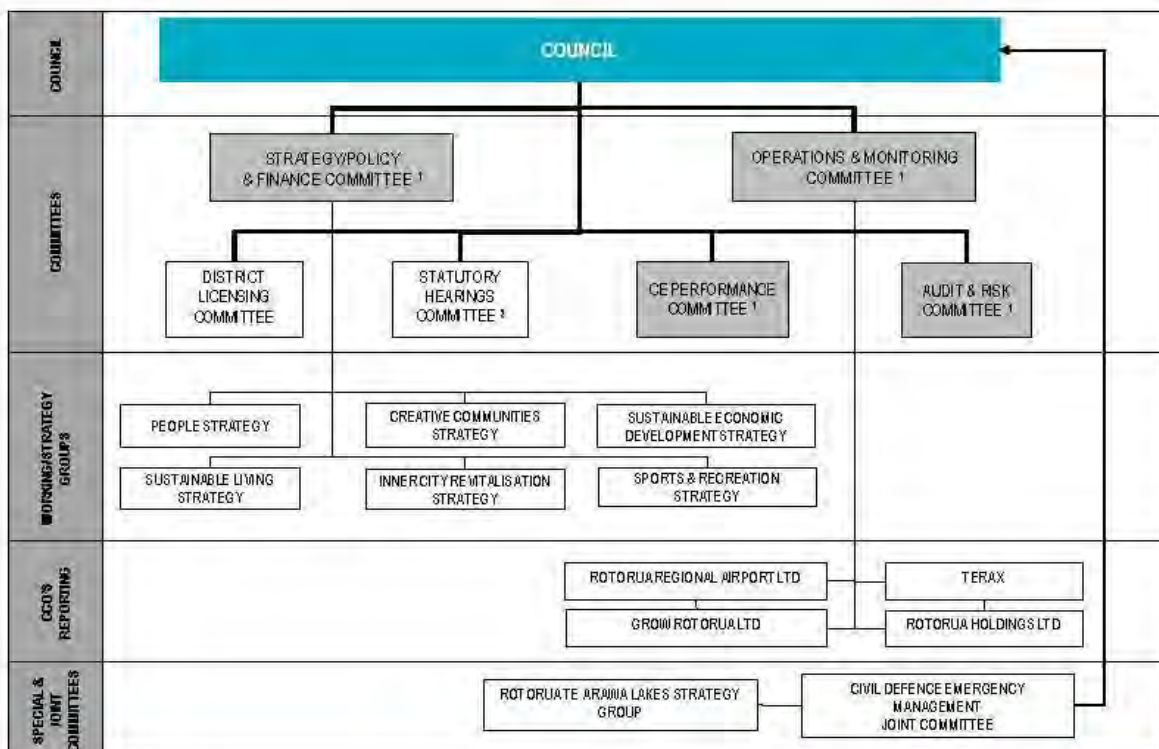 COUNCIL
COUNCIL
COMMITTEES
STRATEGY/POLICY
& FINANCE COMMITTEE ¹
OPERATIONS & MONITORING
COMMITTEE ¹
DISTRICT
LICENSING
COMMITTEE
STATUTORY
HEARINGS
COMMITTEE ²
CE PERFORMANCE
COMMITTEE ¹
AUDIT & RISK
COMMITTEE ¹
WORKING/STRATEGY
GROUPS
PEOPLE STRATEGY
CREATIVE COMMUNITIES
STRATEGY
SUSTAINABLE ECONOMIC
DEVELOPMENT STRATEGY
SUSTAINABLE LIVING
STRATEGY
INNER CITY REVITALISATION
STRATEGY
SPORTS & RECREATION
STRATEGY
CCO'S
REPORTING
ROTORUA REGIONAL AIRPORT LTD
TERAX
GROW ROTORUA LTD
ROTORUA HOLDINGS LTD
SPECIAL &
JOINT
COMMITTEES
ROTORUA TE ARAWA LAKES STRATEGY
GROUP
CIVIL DEFENCE EMERGENCY
MANAGEMENT
JOINT COMMITTEE